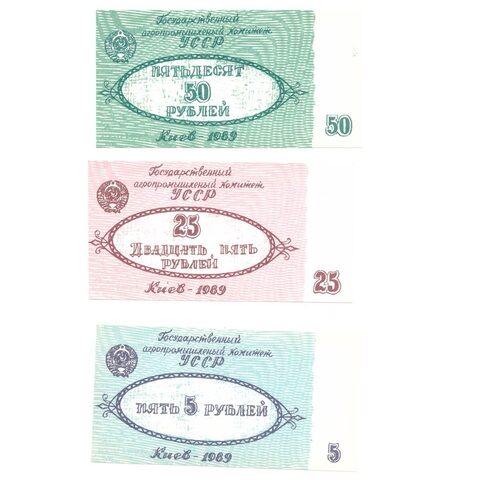 Государственный
агропромышленый комитет
УССР
ПЯТЬДЕСЯТ
50
РУБЛЕЙ
Киев - 1989
50
Государственный
агропромышленый комитет
УССР
25
ДВАДЦАТЬ ПЯТЬ
РУБЛЕЙ
Киев - 1989
25
Государственный
агропромышленый комитет
УССР
ПЯТЬ 5 РУБЛЕЙ
Киев - 1989
5